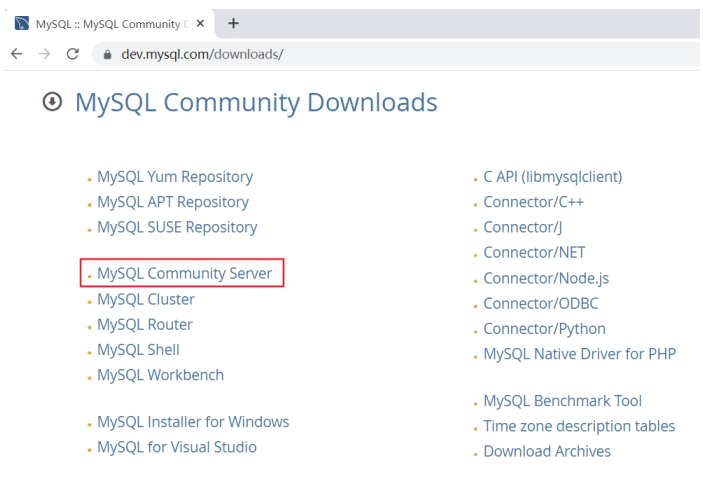 MySQL :: MySQL Community D
dev.mysql.com/downloads/
MySQL Community Downloads
MySQL Yum Repository
MySQL APT Repository
MySQL SUSE Repository
MySQL Community Server
MySQL Cluster
MySQL Router
MySQL Shell
MySQL Workbench
MySQL Installer for Windows
MySQL for Visual Studio
C API (libmysqlclient)
Connector/C++
Connector/J
Connector/NET
Connector/Node.js
Connector/ODBC
Connector/Python
MySQL Native Driver for PHP
MySQL Benchmark Tool
Time zone description tables
Download Archives